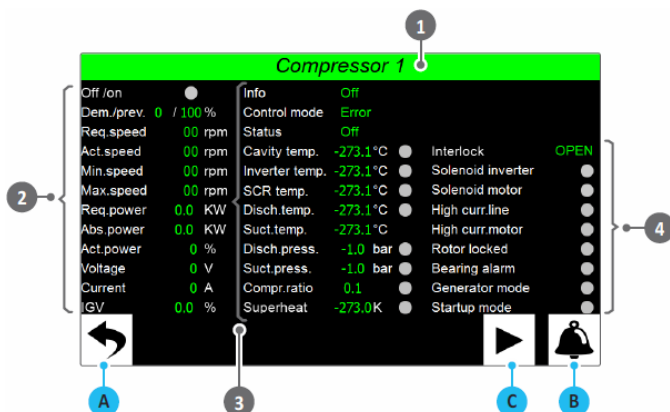 1
Compressor 1
Off /on Info Off
Dem./prev. 0 / 100 % Control mode Error
Req.speed 00 rpm Status Off
Act.speed 00 rpm Cavity temp. -273.1°C Interlock OPEN
Min.speed 00 rpm Inverter temp. -273.1°C Solenoid inverter
Max.speed 00 rpm SCR temp. -273.1°C Solenoid motor
Req.power 0.0 KW Disch.temp. -273.1°C High curr.line
Abs.power 0.0 KW Suct.temp. -273.1°C High curr.motor
Act.power 0 % Disch.press. -1.0 bar Rotor locked
Voltage 0 V Suct.press. -1.0 bar Bearing alarm
Current 0 A Compr.ratio 0.1 Generator mode
IGV 0.0 % Superheat -273.0K Startup mode
2
4
A 3 C B